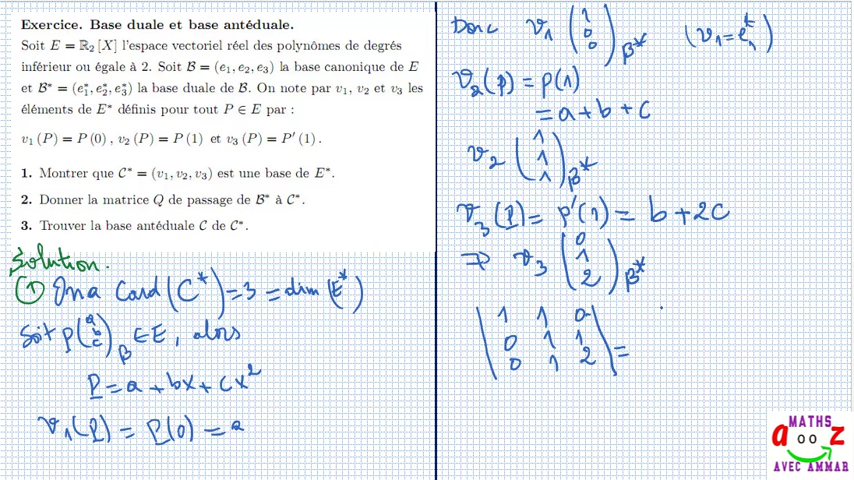 Exercice. Base duale et base antéduale.
Soit E = ℝ₂ [X] l'espace vectoriel réel des polynômes de degrés
inférieur ou égale à 2. Soit B = (e₁, e₂, e₃) la base canonique de E
et B* = (e₁*, e₂*, e₃*) la base duale de B. On note par v₁, v₂ et v₃ les
éléments de E* définis pour tout P ∈ E par :
v₁ (P) = P (0) , v₂ (P) = P (1) et v₃ (P) = P′ (1) .
1. Montrer que C* = (v₁, v₂, v₃) est une base de E*.
2. Donner la matrice Q de passage de B* à C*.
3. Trouver la base antéduale C de C*.
Solution.
① On a Card (C*) = 3 = dim (E*)
Soit P (a b c)_B ∈ E, alors
P = a + bX + cX²
v₁(P) = P(0) = a
Donc v₁ (1 0 0)_B* (v₁ = e₁*)
v₂(P) = P(1)
= a + b + c
v₂ (1 1 1)_B*
v₃(P) = P'(1) = b + 2c
⇒ v₃ (0 1 2)_B*
| 1 1 0 |
| 0 1 1 | =
| 0 1 2 |
MATHS
a oo z
AVEC AMMAR